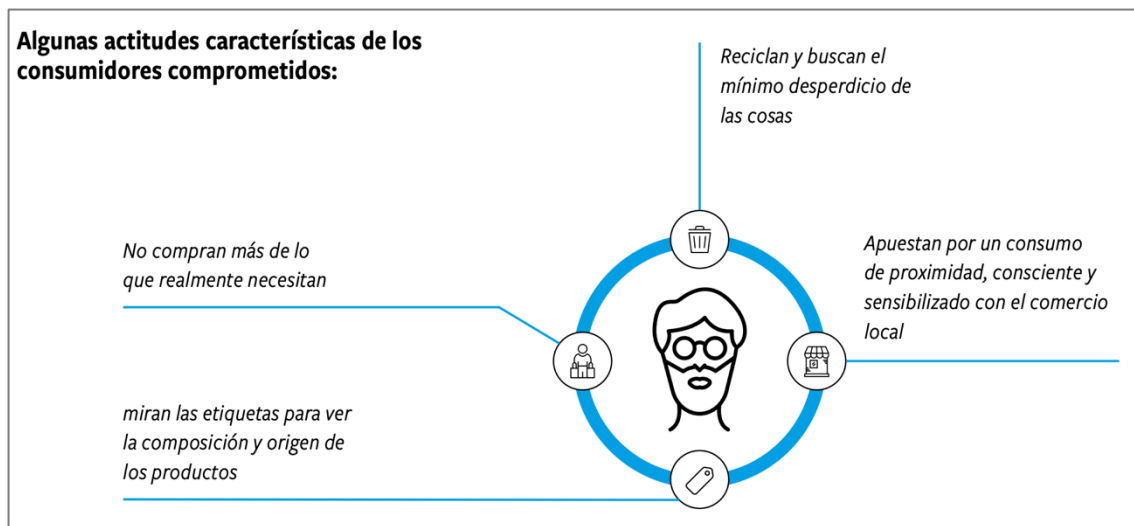 Algunas actitudes características de los
consumidores comprometidos:
Reciclan y buscan el
mínimo desperdicio de
las cosas
No compran más de lo
que realmente necesitan
Apuestan por un consumo
de proximidad, consciente y
sensibilizado con el comercio
local
miran las etiquetas para ver
la composición y origen de
los productos